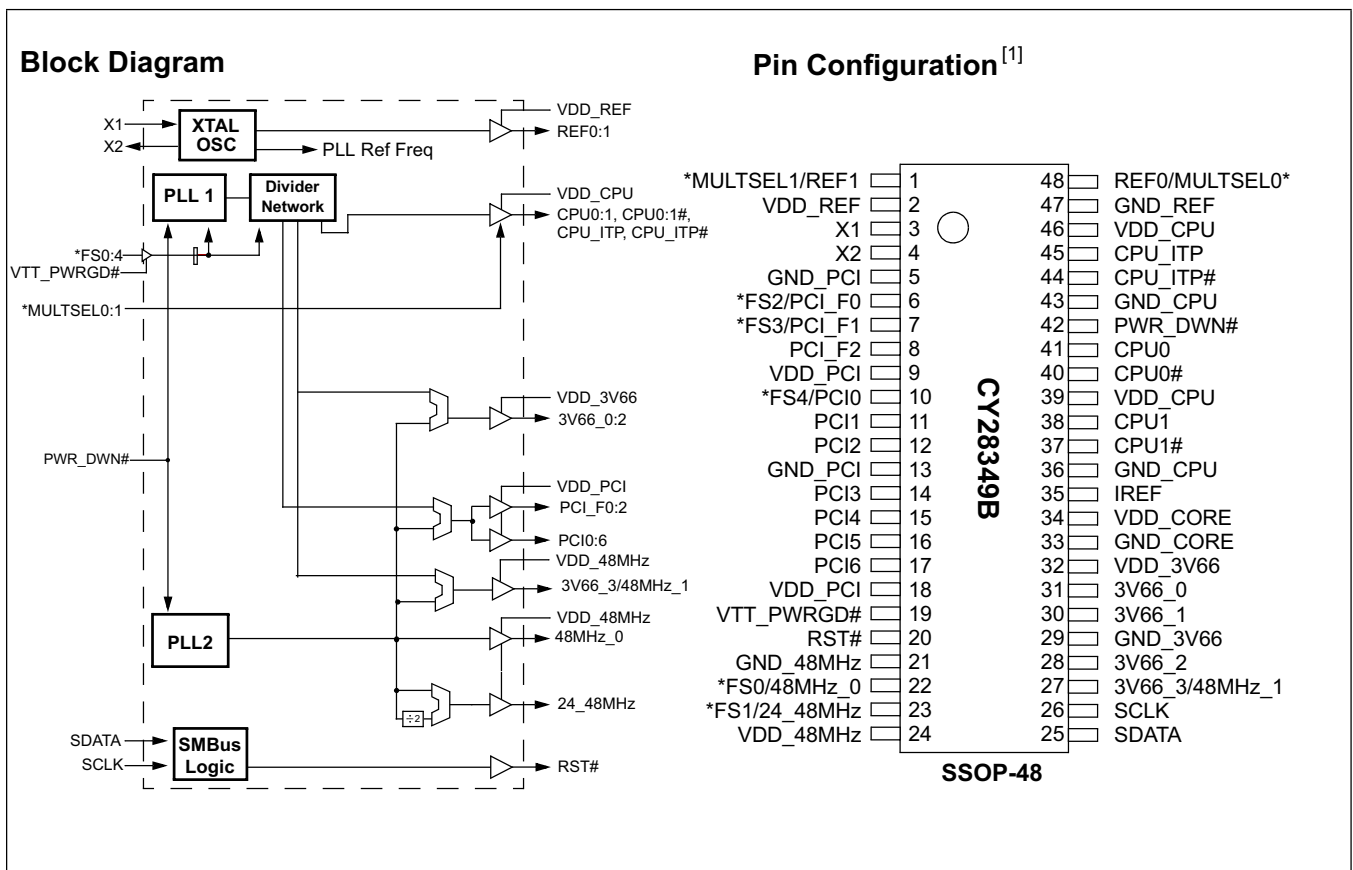 Block Diagram
VDD_REF
X1
XTAL
OSC
REF0:1
X2
PLL Ref Freq
PLL 1
Divider
Network
VDD_CPU
CPU0:1, CPU0:1#,
CPU_ITP, CPU_ITP#
*FS0:4
VTT_PWRGD#
*MULTSEL0:1
VDD_3V66
3V66_0:2
PWR_DWN#
VDD_PCI
PCI_F0:2
PCI0:6
VDD_48MHz
3V66_3/48MHz_1
VDD_48MHz
PLL2
48MHz_0
24_48MHz
÷2
SDATA
SMBus
Logic
SCLK
RST#
Pin Configuration[1]
*MULTSEL1/REF1 1 48 REF0/MULTSEL0*
VDD_REF 2 47 GND_REF
X1 3 46 VDD_CPU
X2 4 45 CPU_ITP
GND_PCI 5 44 CPU_ITP#
*FS2/PCI_F0 6 43 GND_CPU
*FS3/PCI_F1 7 42 PWR_DWN#
PCI_F2 8 41 CPU0
VDD_PCI 9 40 CPU0#
*FS4/PCI0 10 39 VDD_CPU
PCI1 11 38 CPU1
PCI2 12 37 CPU1#
GND_PCI 13 36 GND_CPU
PCI3 14 35 IREF
PCI4 15 34 VDD_CORE
PCI5 16 33 GND_CORE
PCI6 17 32 VDD_3V66
VDD_PCI 18 31 3V66_0
VTT_PWRGD# 19 30 3V66_1
RST# 20 29 GND_3V66
GND_48MHz 21 28 3V66_2
*FS0/48MHz_0 22 27 3V66_3/48MHz_1
*FS1/24_48MHz 23 26 SCLK
VDD_48MHz 24 25 SDATA
CY28349B
SSOP-48